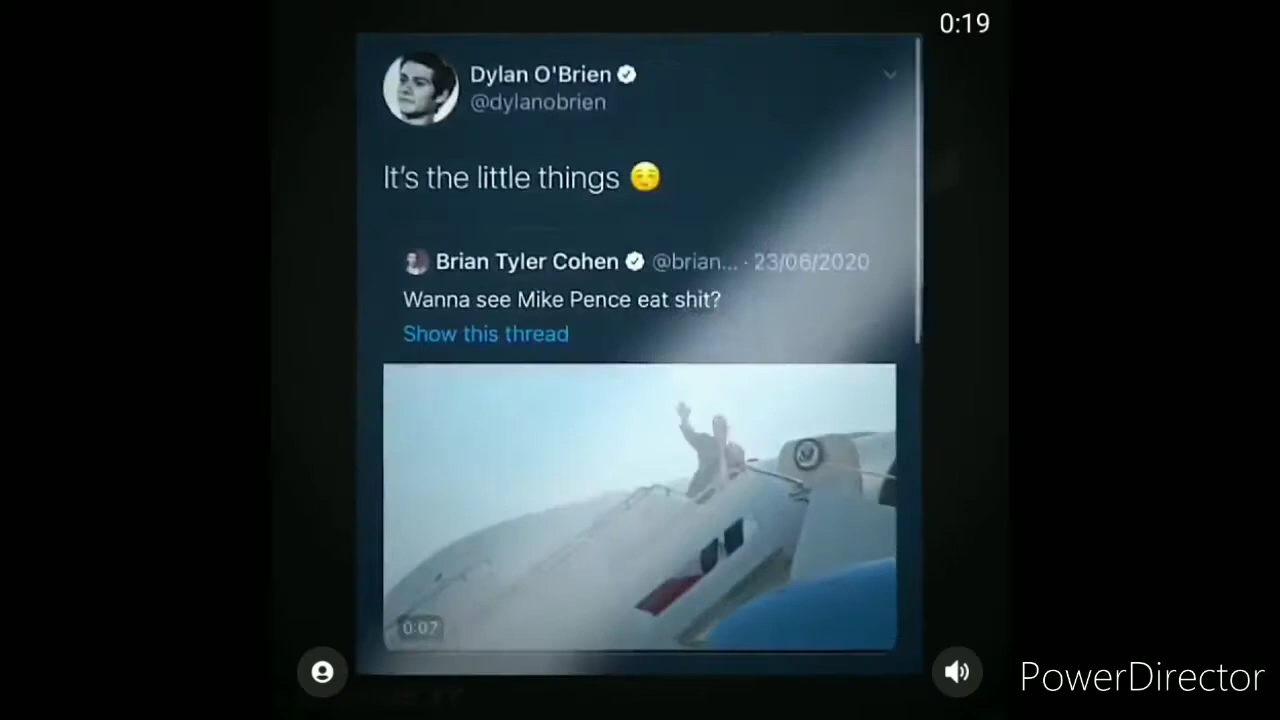 0:19
Dylan O'Brien
@dylanobrien
It's the little things ☺️
Brian Tyler Cohen @brian... · 23/06/2020
Wanna see Mike Pence eat shit?
Show this thread
0:07
PowerDirector